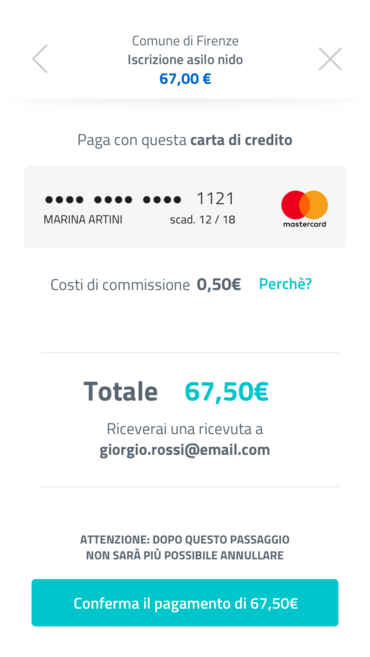 Comune di Firenze
Iscrizione asilo nido
67,00 €
Paga con questa carta di credito
•••• •••• •••• 1121
MARINA ARTINI scad. 12 / 18
mastercard
Costi di commissione 0,50€ Perchè?
Totale 67,50€
Riceverai una ricevuta a
giorgio.rossi@email.com
ATTENZIONE: DOPO QUESTO PASSAGGIO
NON SARÀ PIÙ POSSIBILE ANNULLARE
Conferma il pagamento di 67,50€